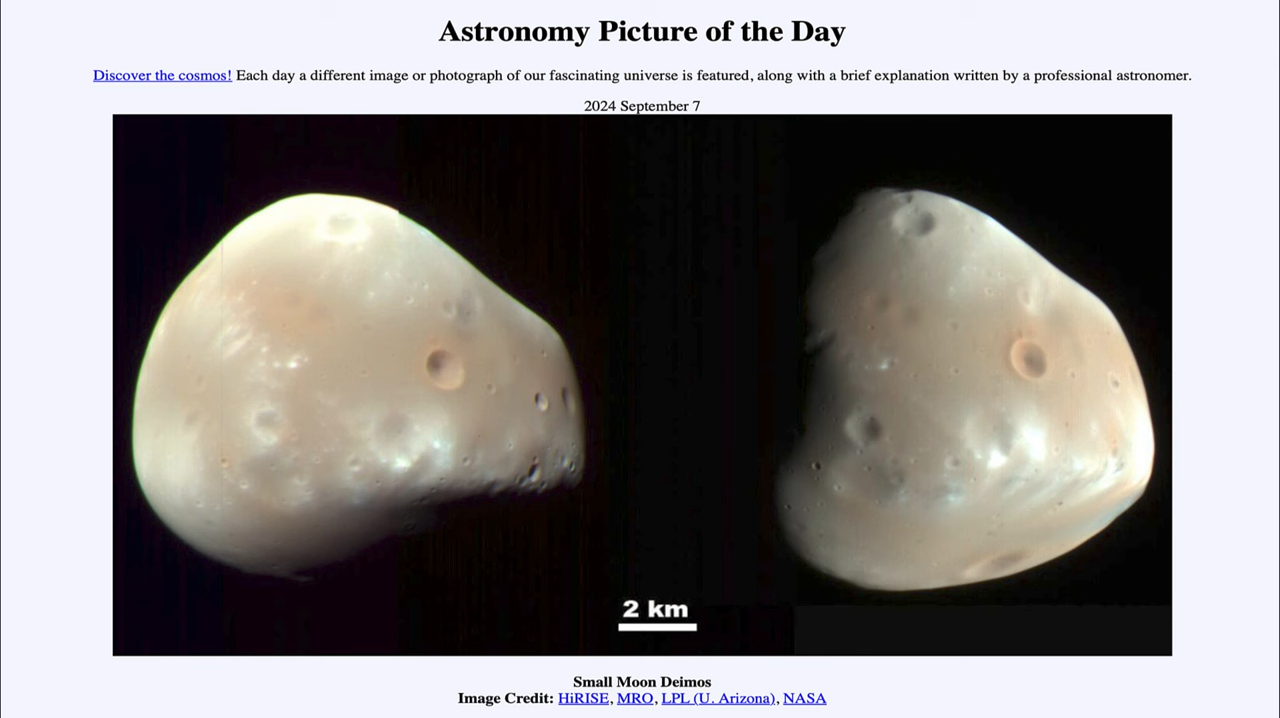 Astronomy Picture of the Day
Discover the cosmos! Each day a different image or photograph of our fascinating universe is featured, along with a brief explanation written by a professional astronomer.
2024 September 7
2 km
Small Moon Deimos
Image Credit: HiRISE, MRO, LPL (U. Arizona), NASA